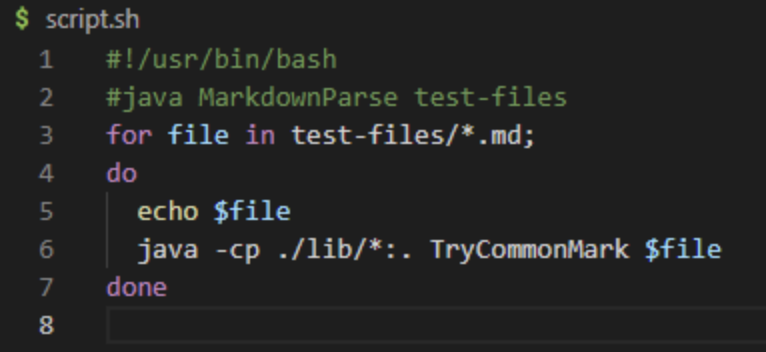 $ script.sh
1 #!/usr/bin/bash
2 #java MarkdownParse test-files
3 for file in test-files/*.md;
4 do
5   echo $file
6   java -cp ./lib/*:. TryCommonMark $file
7 done
8